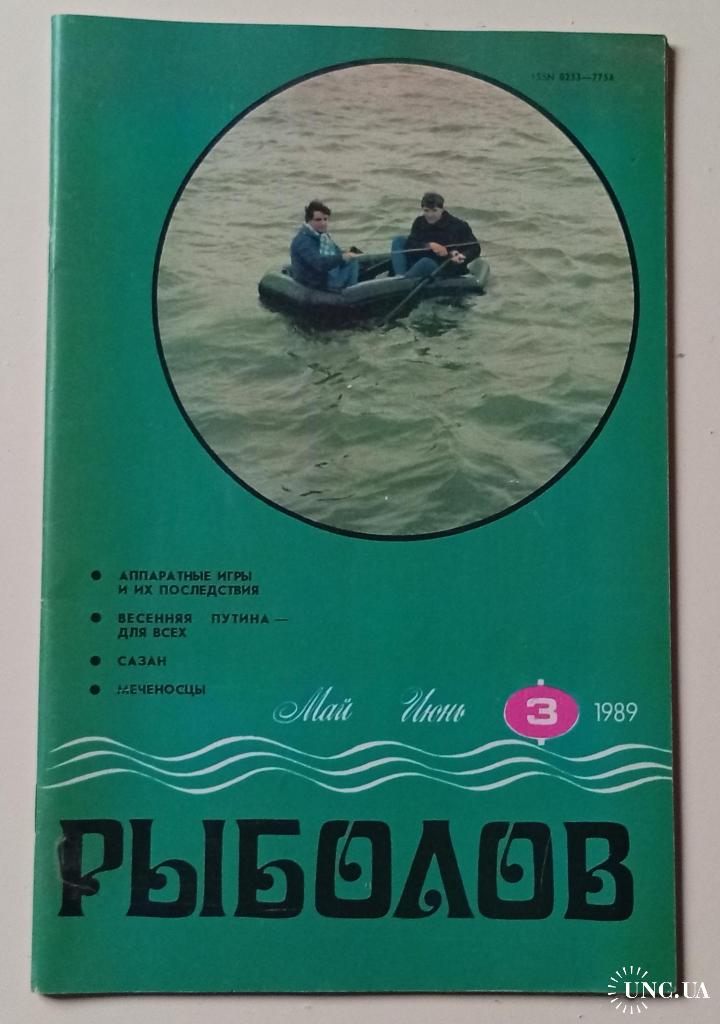 ISSN 0233—7754
● АППАРАТНЫЕ ИГРЫ
И ИХ ПОСЛЕДСТВИЯ
● ВЕСЕННЯЯ ПУТИНА —
ДЛЯ ВСЕХ
● САЗАН
● МЕЧЕНОСЦЫ
Май Июнь 3 1989
РЫБОЛОВ
UNC.UA